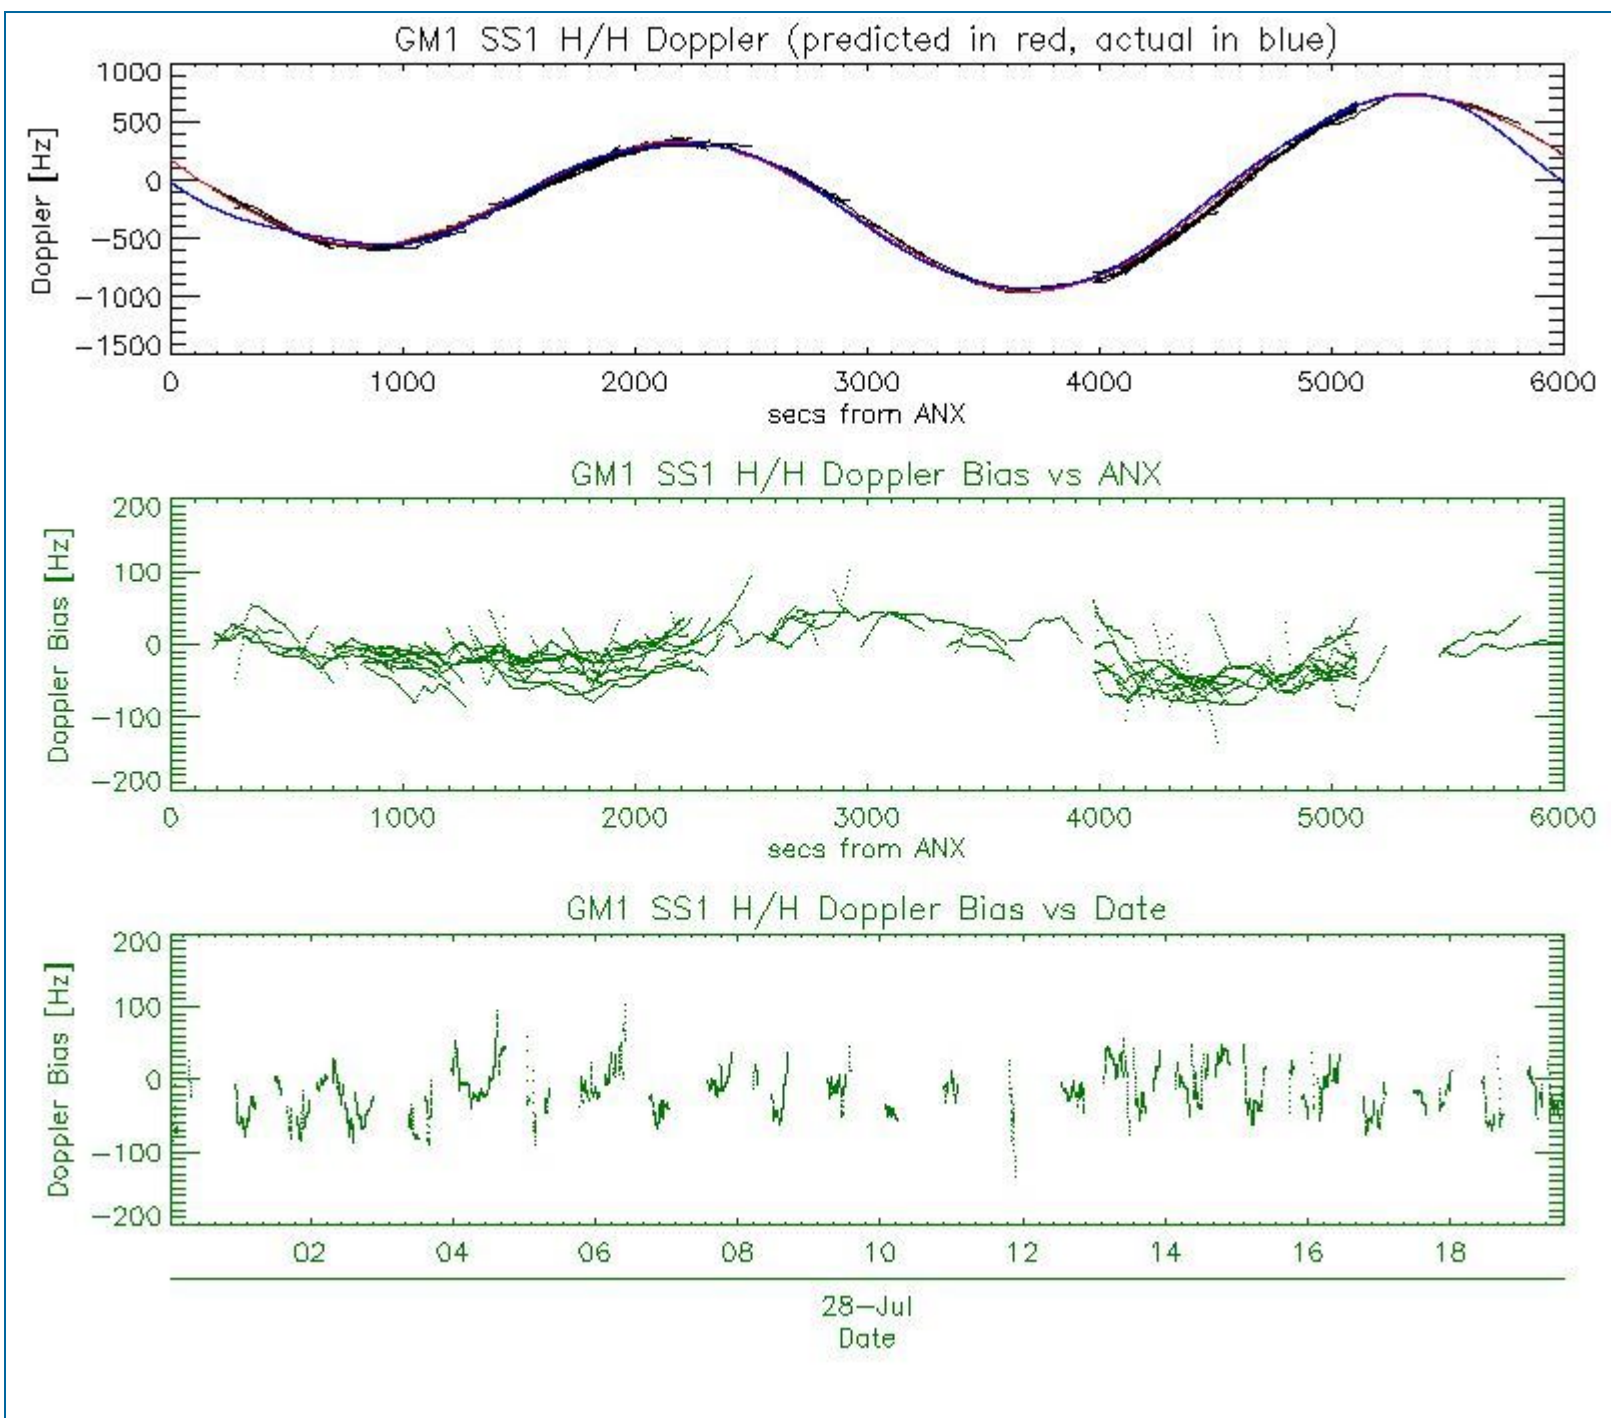 GM1 SS1 H/H Doppler (predicted in red, actual in blue)
1000
500
0
−500
−1000
−1500
Doppler [Hz]
0 1000 2000 3000 4000 5000 6000
secs from ANX
GM1 SS1 H/H Doppler Bias vs ANX
200
100
0
−100
−200
Doppler Bias [Hz]
0 1000 2000 3000 4000 5000 6000
secs from ANX
GM1 SS1 H/H Doppler Bias vs Date
200
100
0
−100
−200
Doppler Bias [Hz]
02 04 06 08 10 12 14 16 18
28−Jul
Date